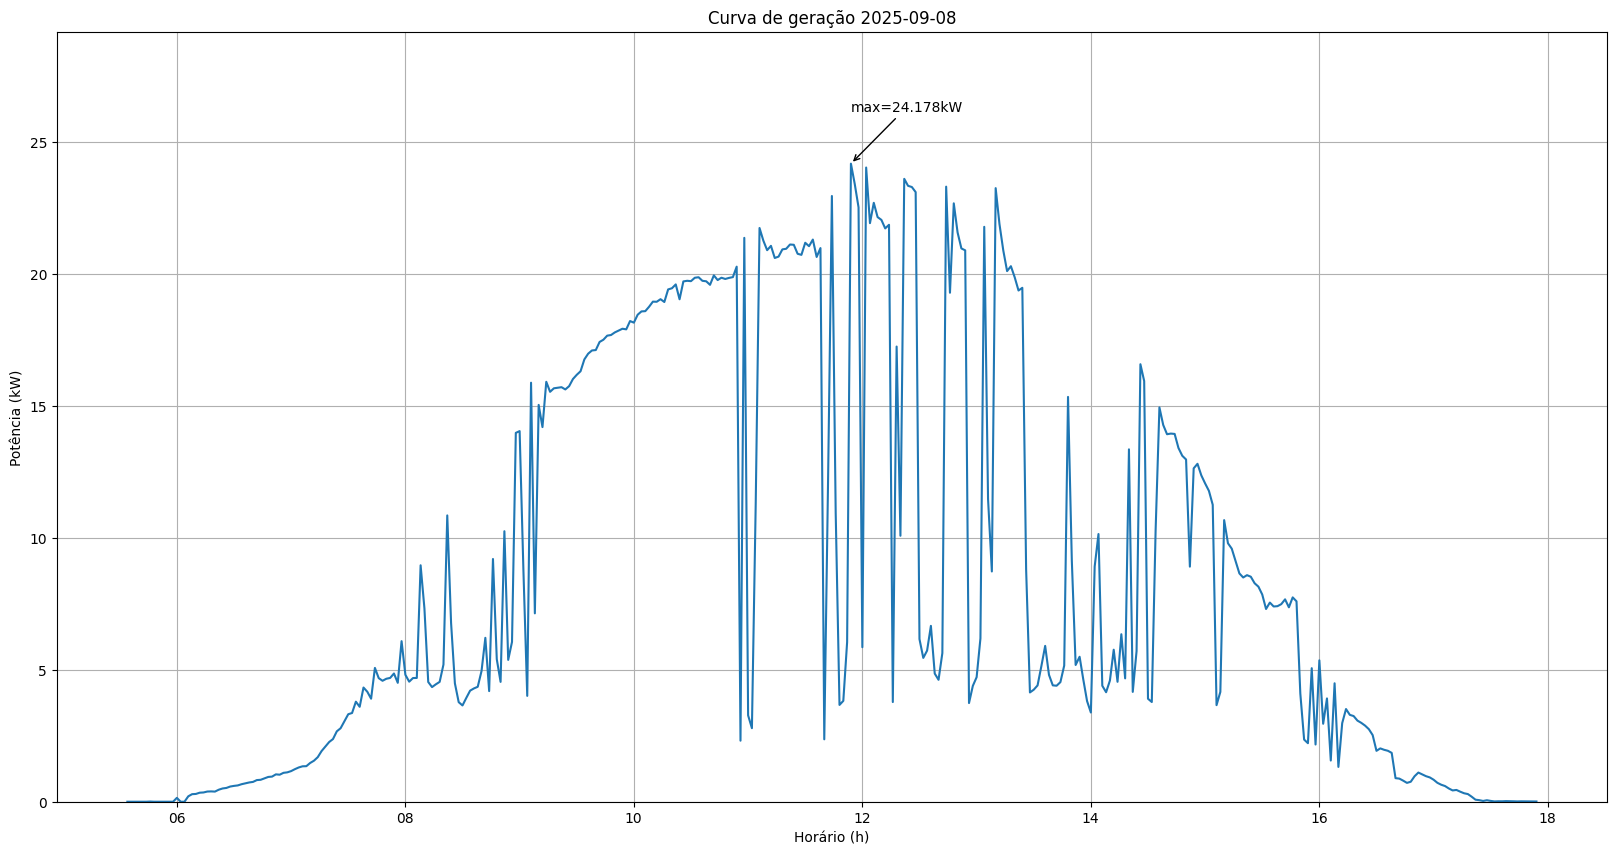 Curva de geração 2025-09-08
max=24.178kW
25
20
15
10
5
0
Potência (kW)
06 08 10 12 14 16 18
Horário (h)